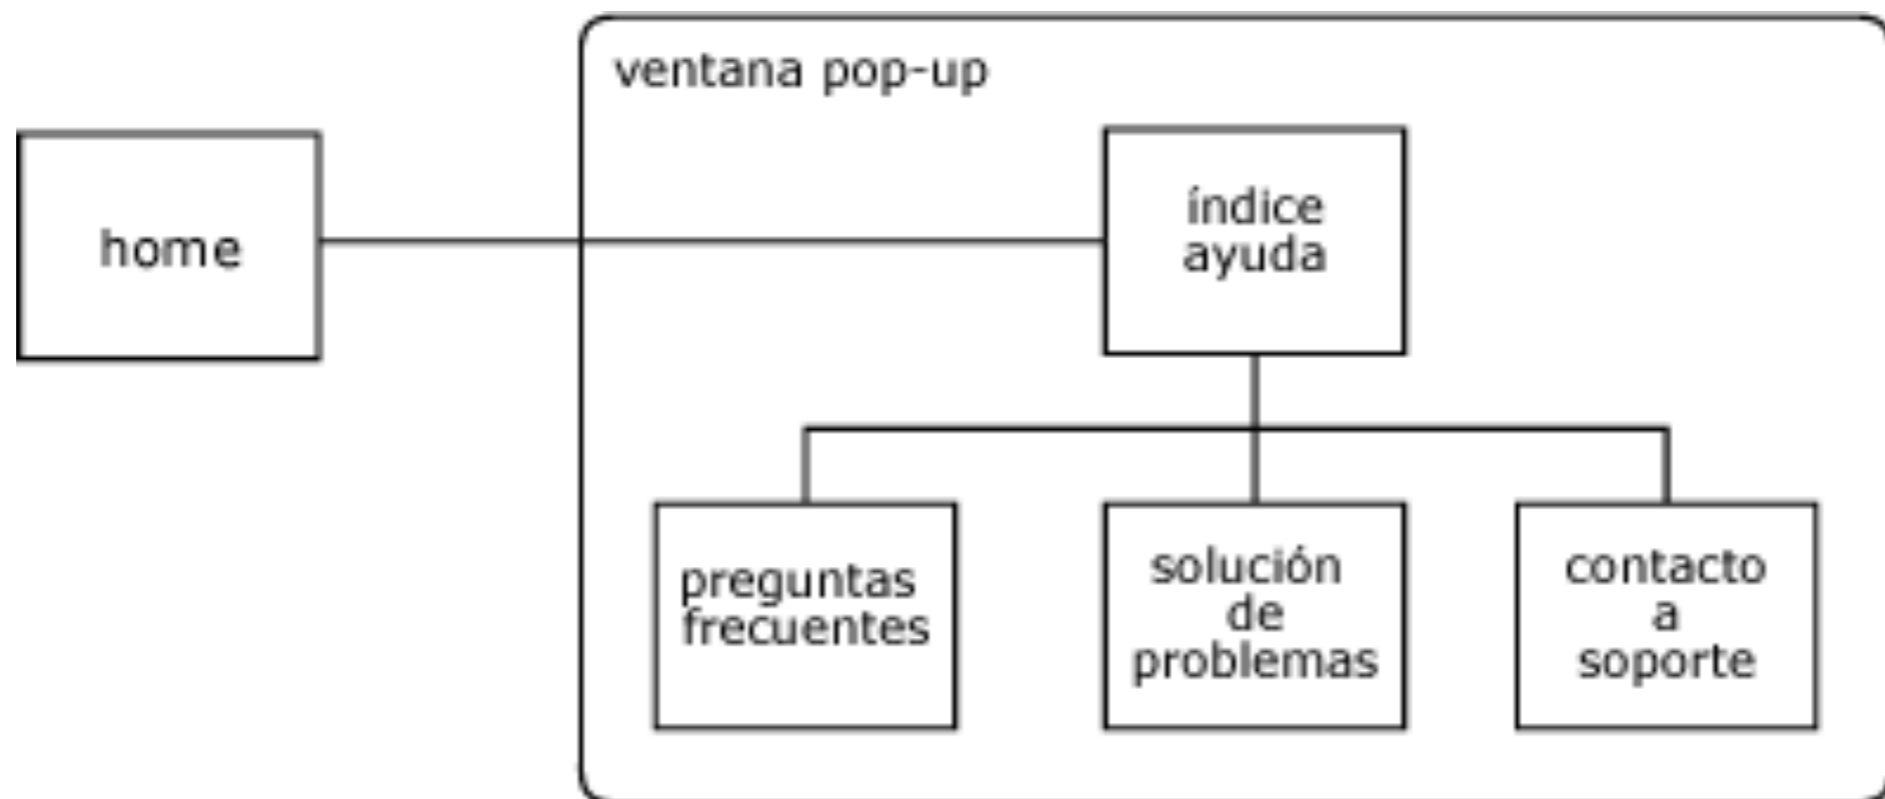 ventana pop-up
home
índice
ayuda
preguntas
frecuentes
solución
de
problemas
contacto
a
soporte